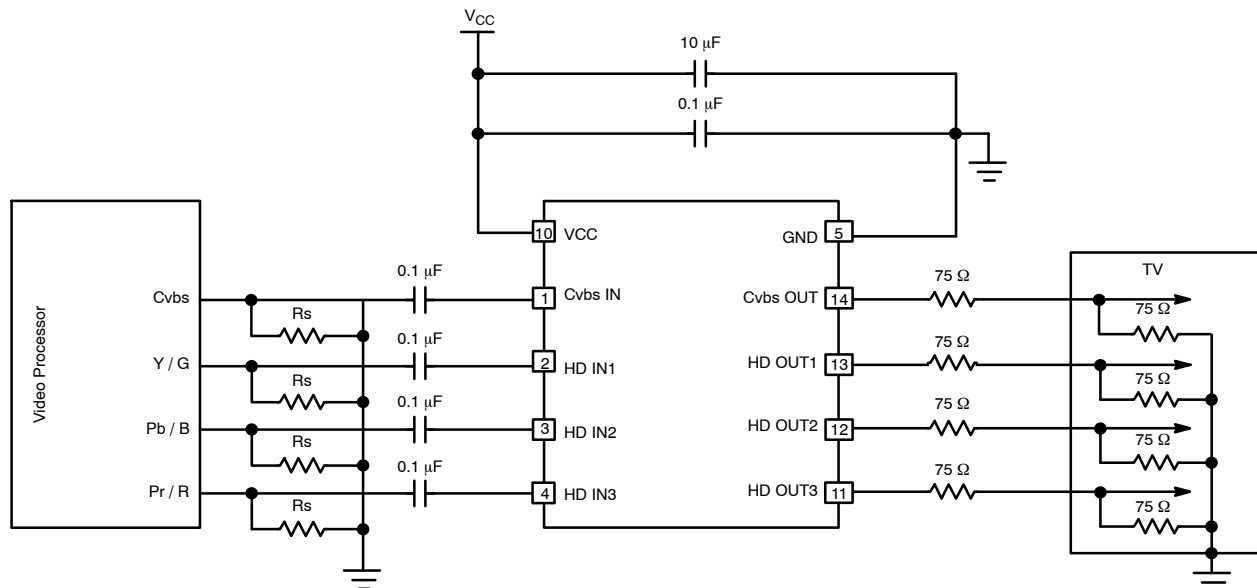 VCC
10 μF
0.1 μF
10 VCC
GND 5
TV
Video Processor
Cvbs
0.1 μF
1 Cvbs IN
Cvbs OUT 14
75 Ω
75 Ω
Rs
Y / G
0.1 μF
2 HD IN1
HD OUT1 13
75 Ω
75 Ω
Rs
Pb / B
0.1 μF
3 HD IN2
HD OUT2 12
75 Ω
75 Ω
Rs
Pr / R
0.1 μF
4 HD IN3
HD OUT3 11
75 Ω
75 Ω
Rs